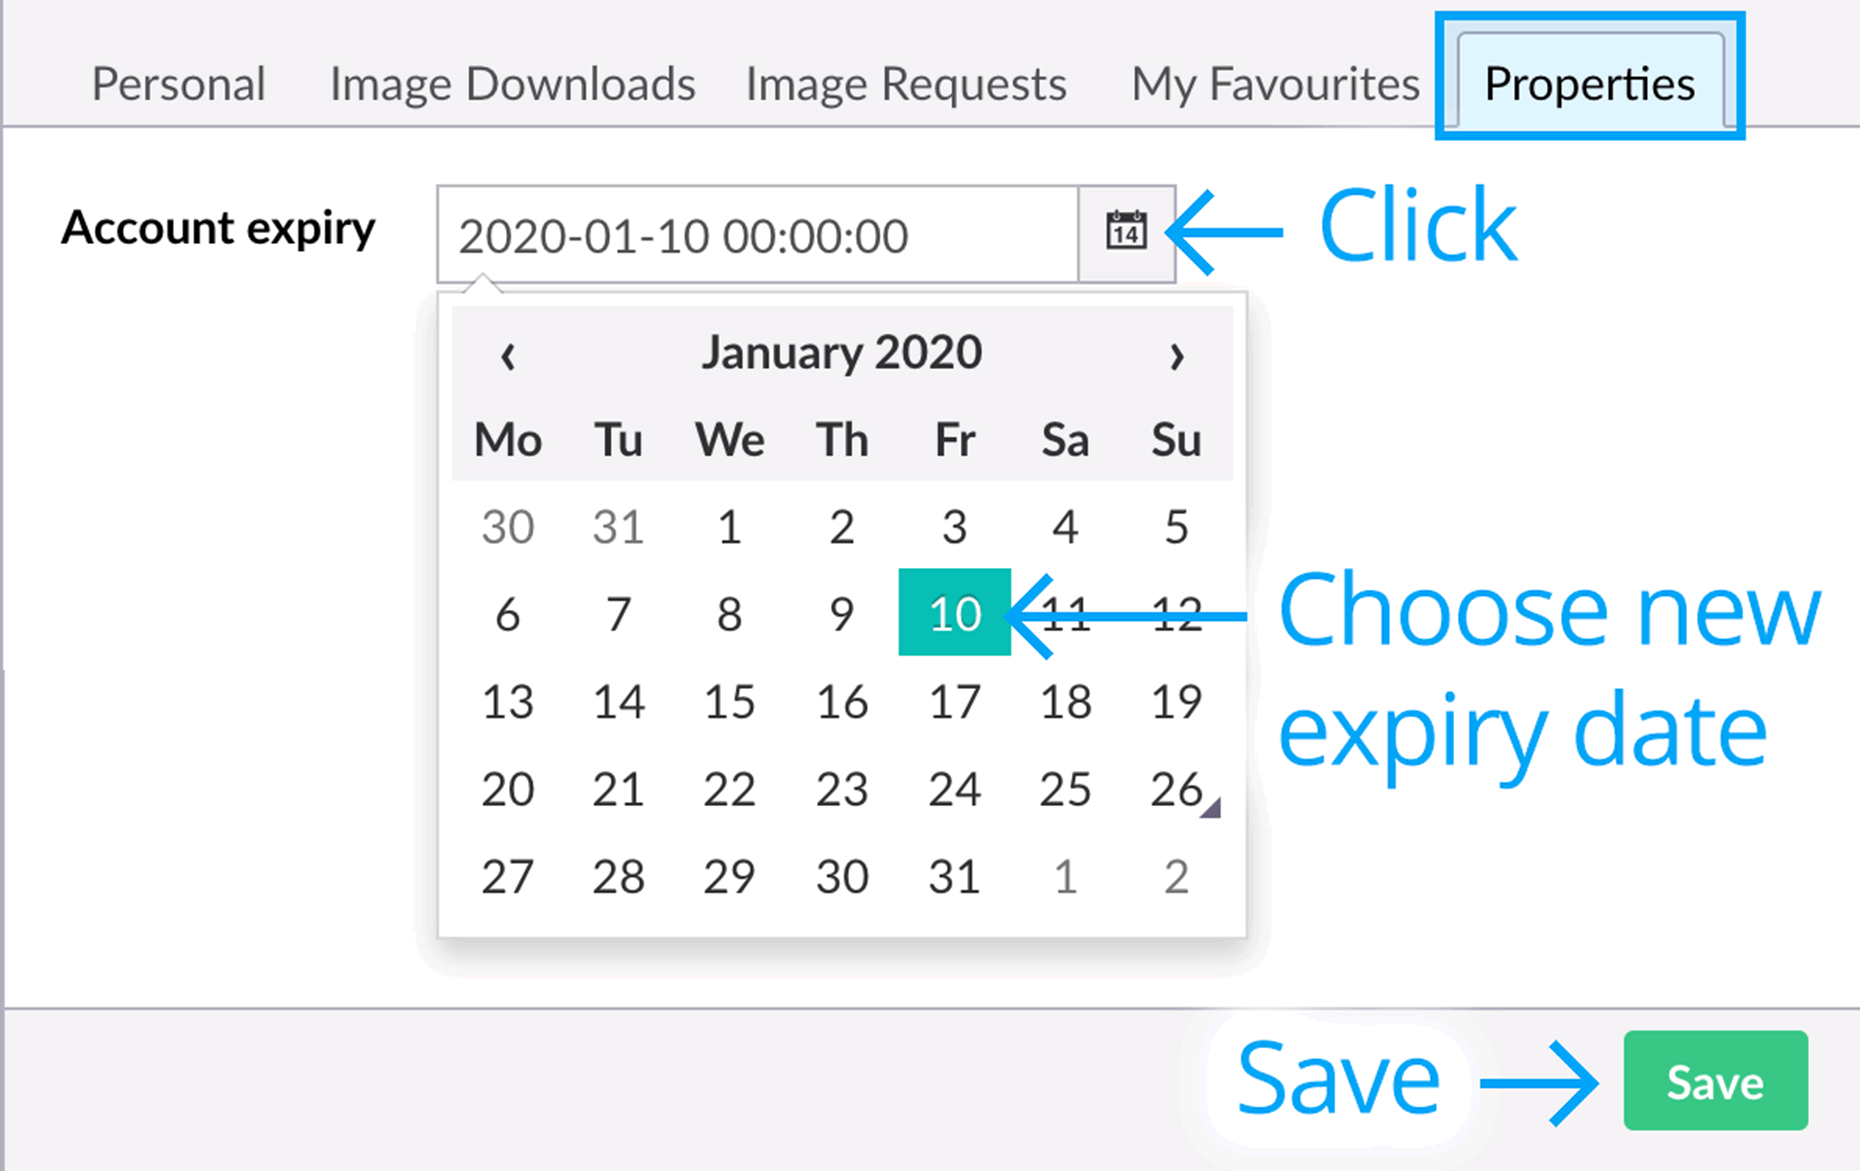 Personal Image Downloads Image Requests My Favourites Properties
Account expiry 2020-01-10 00:00:00 14 Click
‹ January 2020 ›
Mo Tu We Th Fr Sa Su
30 31 1 2 3 4 5
6 7 8 9 10 11 12
13 14 15 16 17 18 19
20 21 22 23 24 25 26
27 28 29 30 31 1 2
Choose new
expiry date
Save Save